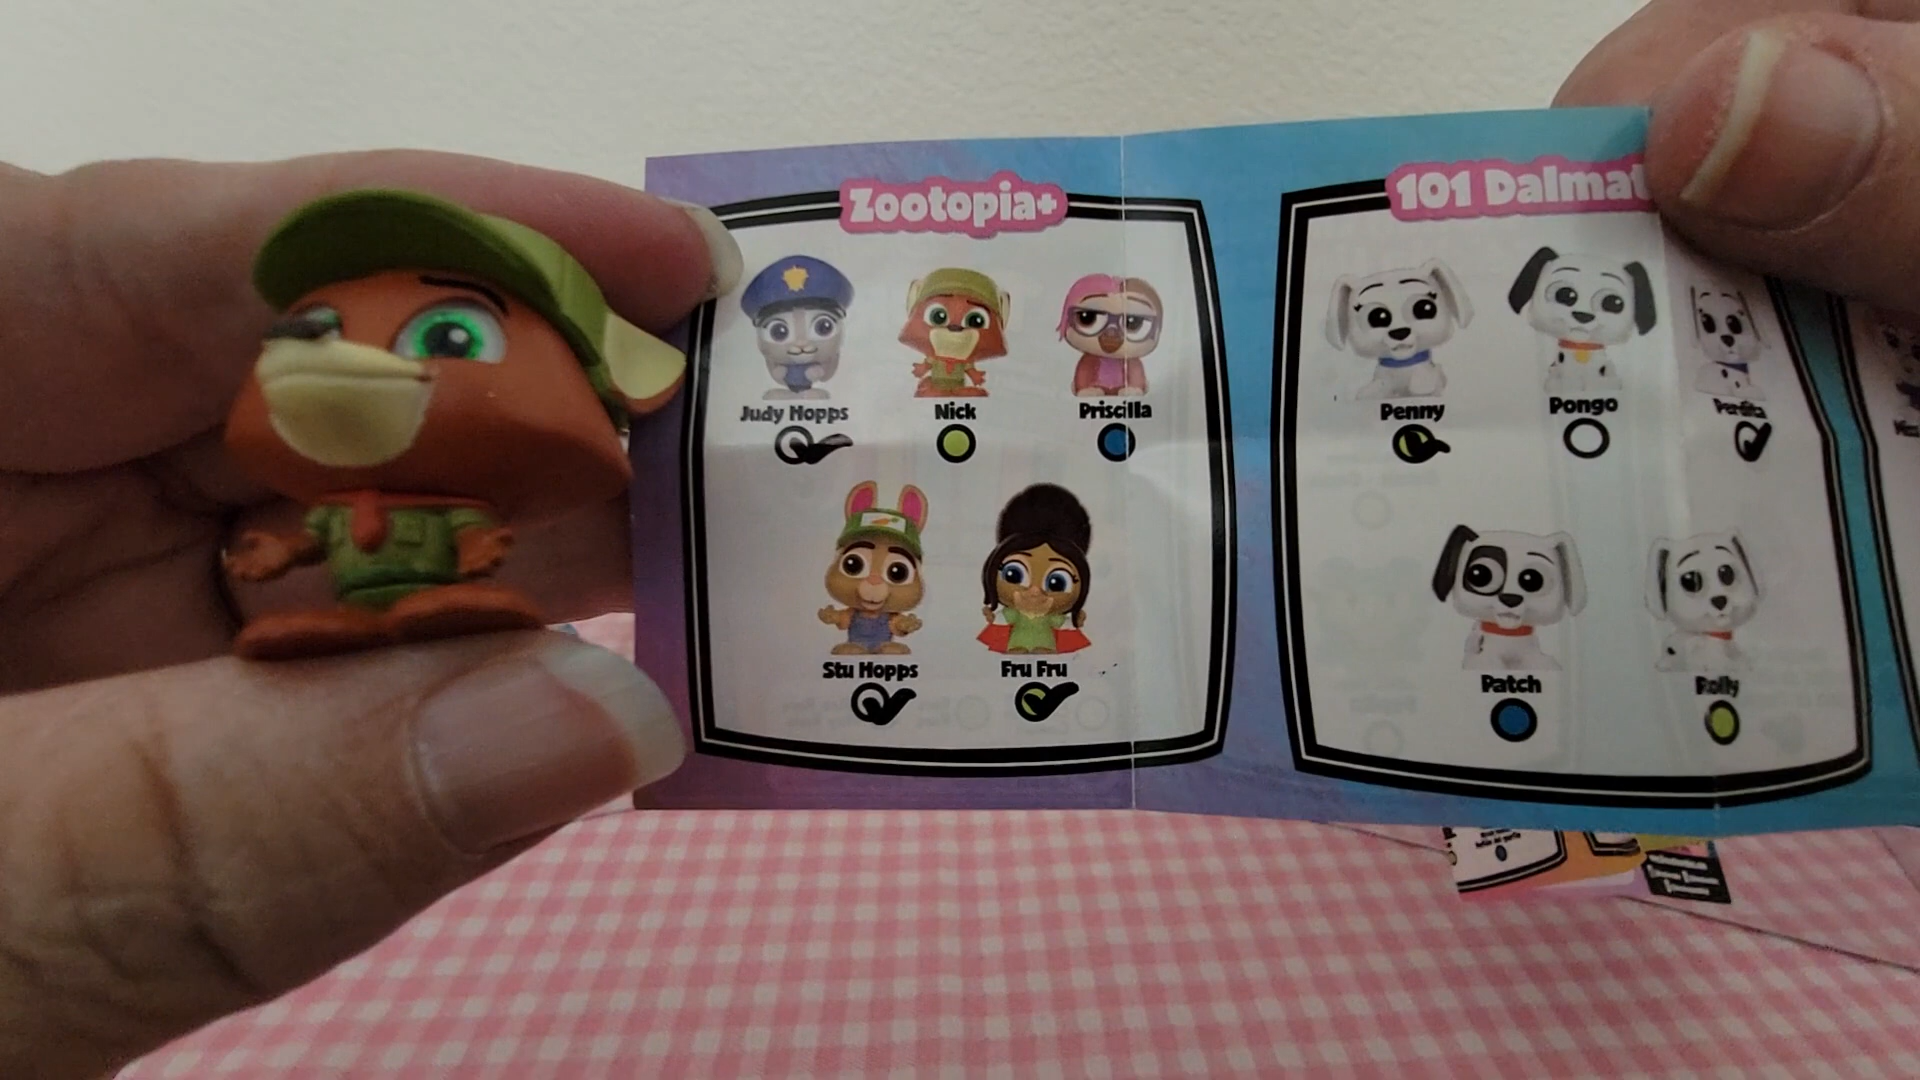 Zootopia+
Judy Hopps
Nick
Priscilla
Stu Hopps
Fru Fru
101 Dalmat
Penny
Pongo
Perdita
Patch
Rolly